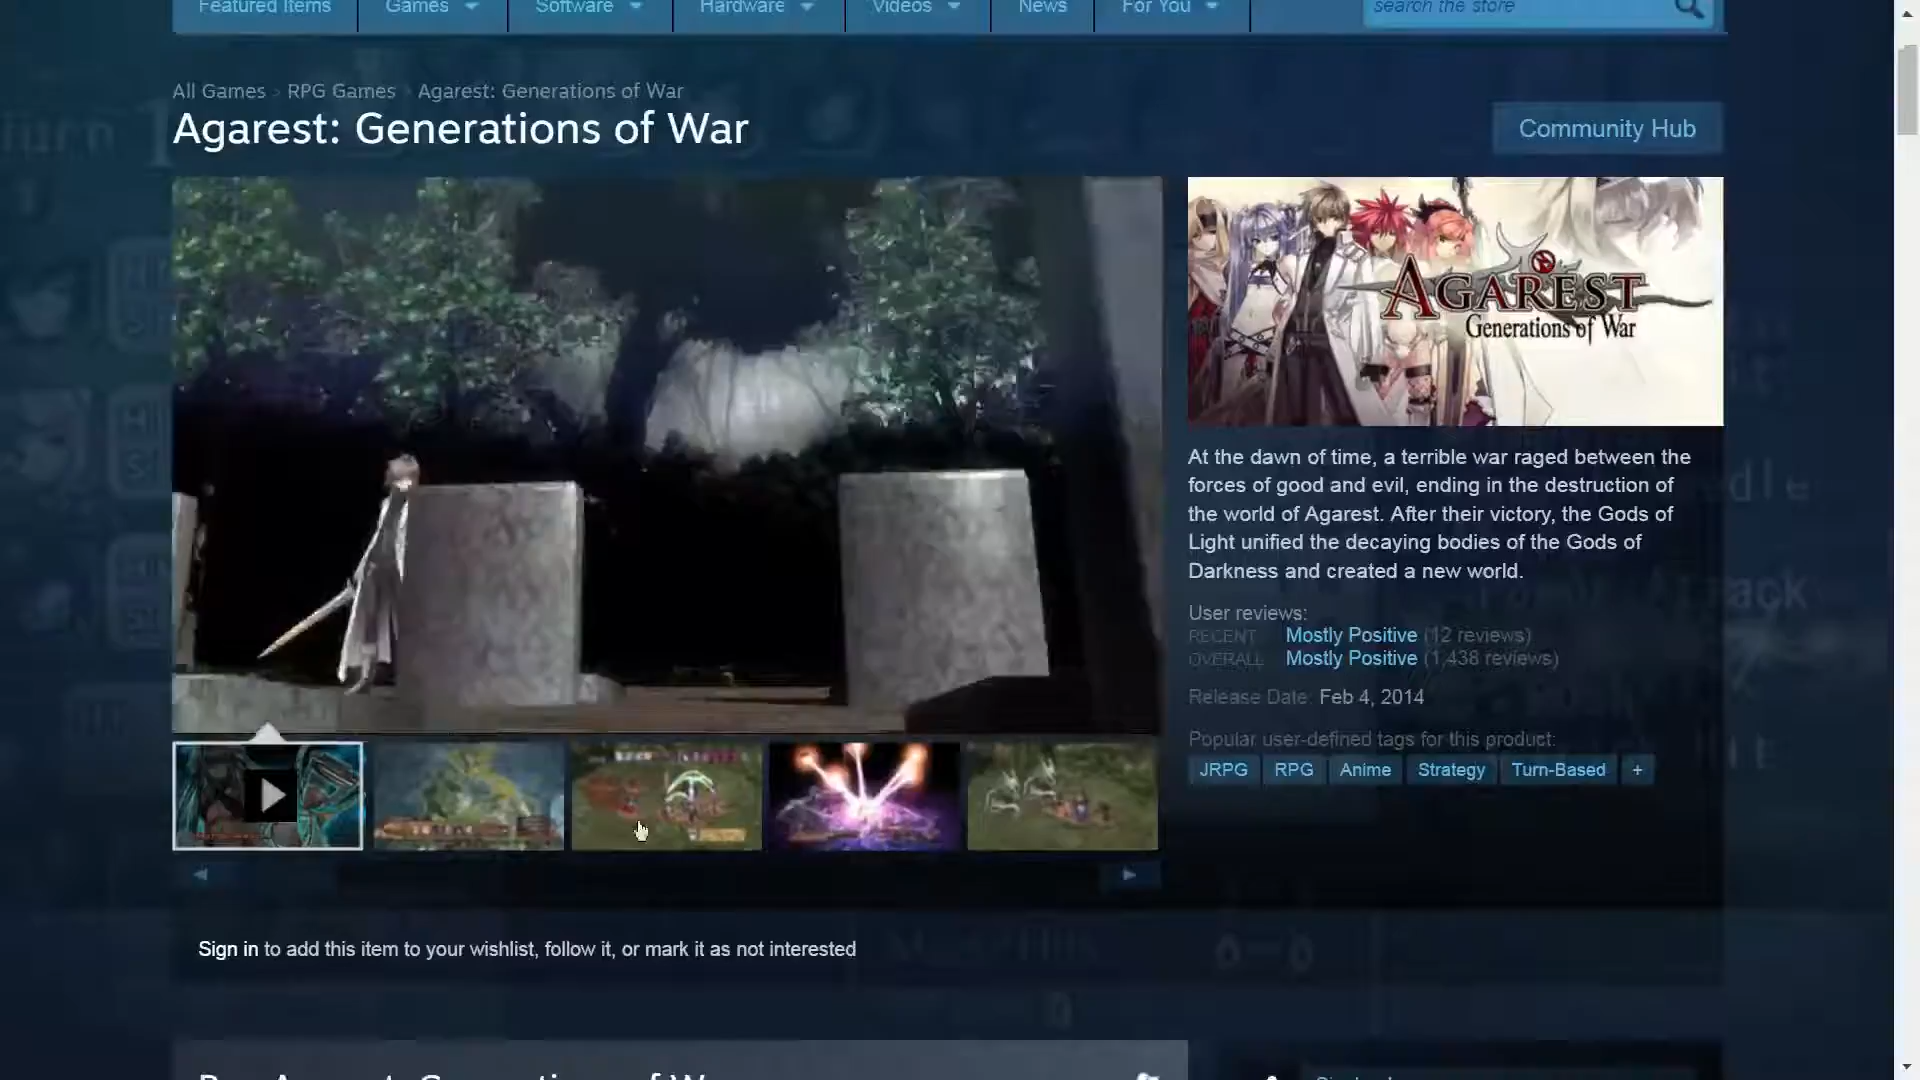 Featured Items
Games
Software
Hardware
Videos
News
For You
search the store
All Games > RPG Games > Agarest: Generations of War
Agarest: Generations of War
Community Hub
AGAREST
Generations of War
At the dawn of time, a terrible war raged between the
forces of good and evil, ending in the destruction of
the world of Agarest. After their victory, the Gods of
Light unified the decaying bodies of the Gods of
Darkness and created a new world.
User reviews:
RECENT Mostly Positive (12 reviews)
OVERALL Mostly Positive (1,438 reviews)
Release Date: Feb 4, 2014
Popular user-defined tags for this product:
JRPG
RPG
Anime
Strategy
Turn-Based
+
Sign in to add this item to your wishlist, follow it, or mark it as not interested